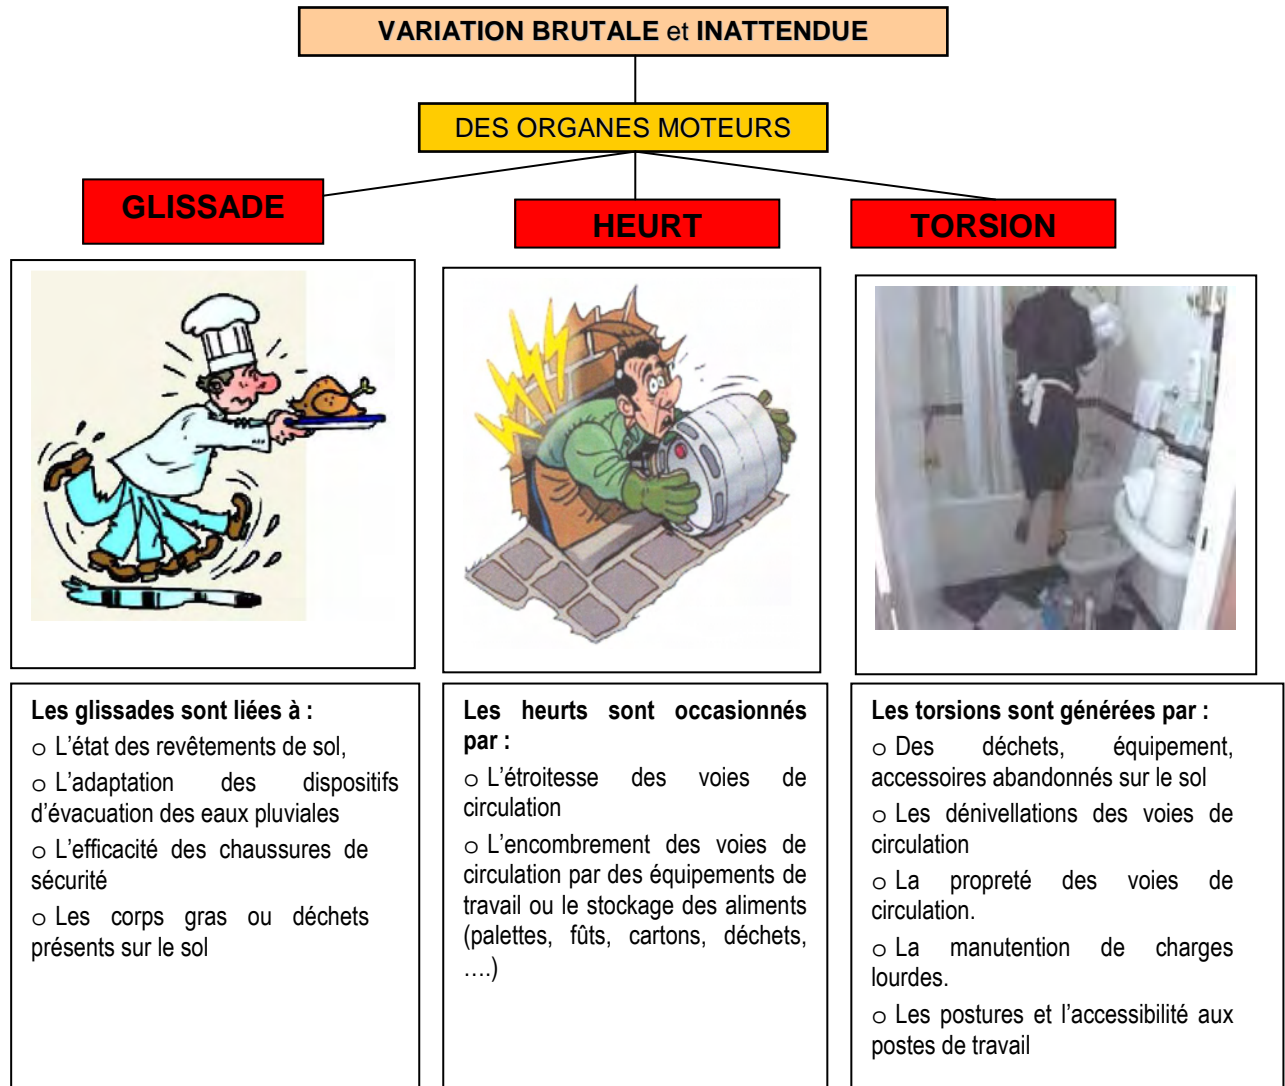 VARIATION BRUTALE et INATTENDUE
DES ORGANES MOTEURS
GLISSADE
HEURT
TORSION
Les glissades sont liées à :
o L'état des revêtements de sol,
o L'adaptation des dispositifs
d'évacuation des eaux pluviales
o L'efficacité des chaussures de
sécurité
o Les corps gras ou déchets
présents sur le sol
Les heurts sont occasionnés
par :
o L'étroitesse des voies de
circulation
o L'encombrement des voies de
circulation par des équipements de
travail ou le stockage des aliments
(palettes, fûts, cartons, déchets,
….)
Les torsions sont générées par :
o Des déchets, équipement,
accessoires abandonnés sur le sol
o Les dénivellations des voies de
circulation
o La propreté des voies de
circulation.
o La manutention de charges
lourdes.
o Les postures et l'accessibilité aux
postes de travail